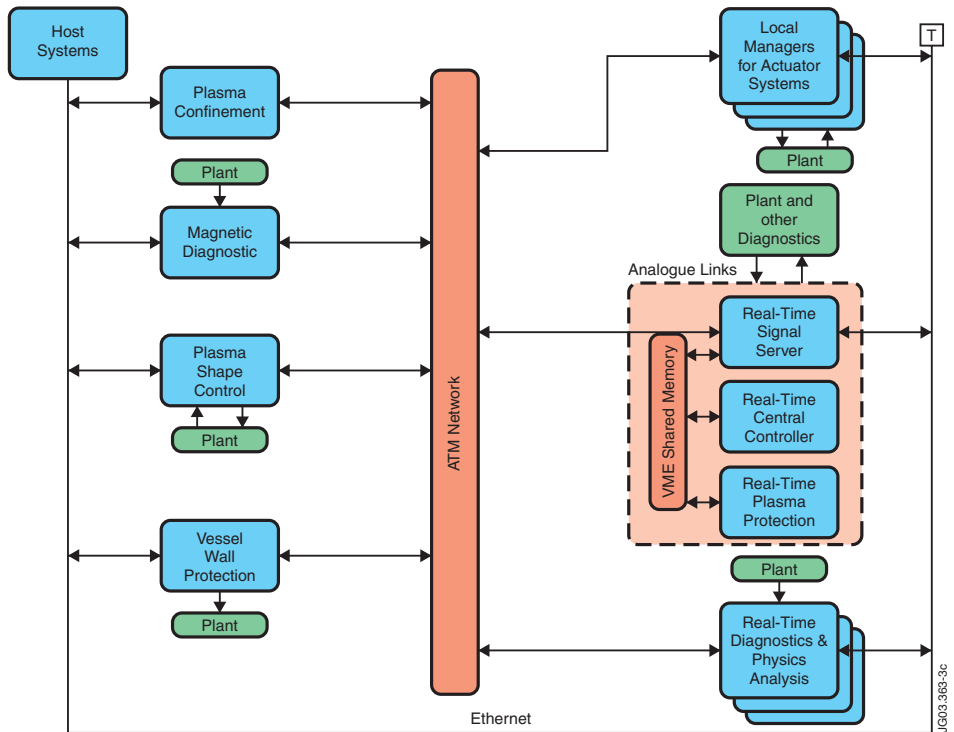 Host
Systems
Plasma
Confinement
Plant
Magnetic
Diagnostic
Plasma
Shape
Control
Plant
Vessel
Wall
Protection
Plant
ATM Network
Local
Managers
for Actuator
Systems
T
Plant
Plant and
other
Diagnostics
Analogue Links
Real-Time
Signal
Server
VME Shared Memory
Real-Time
Central
Controller
Real-Time
Plasma
Protection
Plant
Real-Time
Diagnostics &
Physics
Analysis
Ethernet
JG03.363-3c